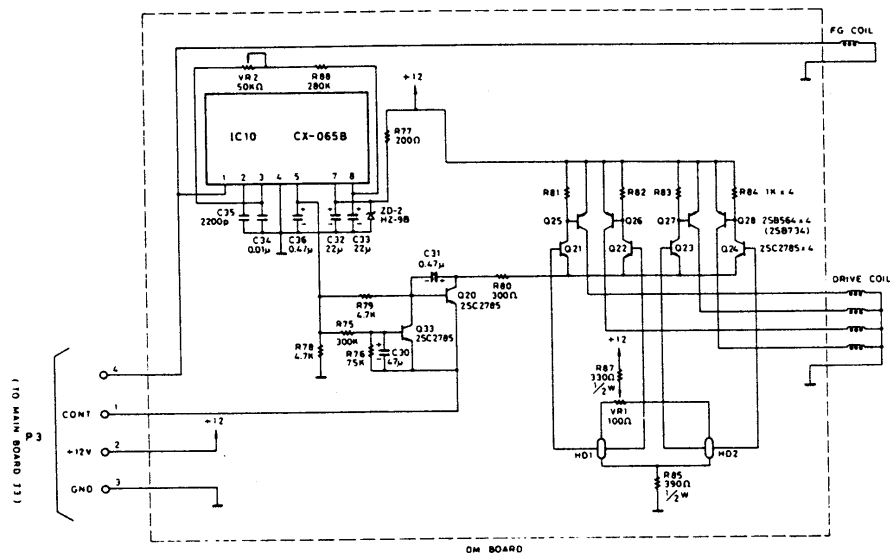 FG COIL
VR2
50KΩ
R88
280K
+12
IC10 CX-065B
R77
200Ω
1 2 3 4 5 7 8
C35
2200p
C34
0.01μ
C36
0.47μ
C32
22μ
C33
22μ
ZD-2
HZ-9B
R81
R82
R83
R84 1K×4
Q25
Q26
Q27
Q28
2SB564×4
(2SB734)
Q21
Q22
Q23
Q24
2SC2785×4
C31
0.47μ
R80
300Ω
Q20
2SC2785
R79
4.7K
DRIVE COIL
R75
300K
Q33
2SC2785
R78
4.7K
R76
75K
C30
47μ
+12
R87
330Ω
1/2W
VR1
100Ω
HD1
HD2
R85
390Ω
1/2W
P3
(TO MAIN BOARD J3)
4
CONT 1
+12
+12V 2
GND 3
DM BOARD